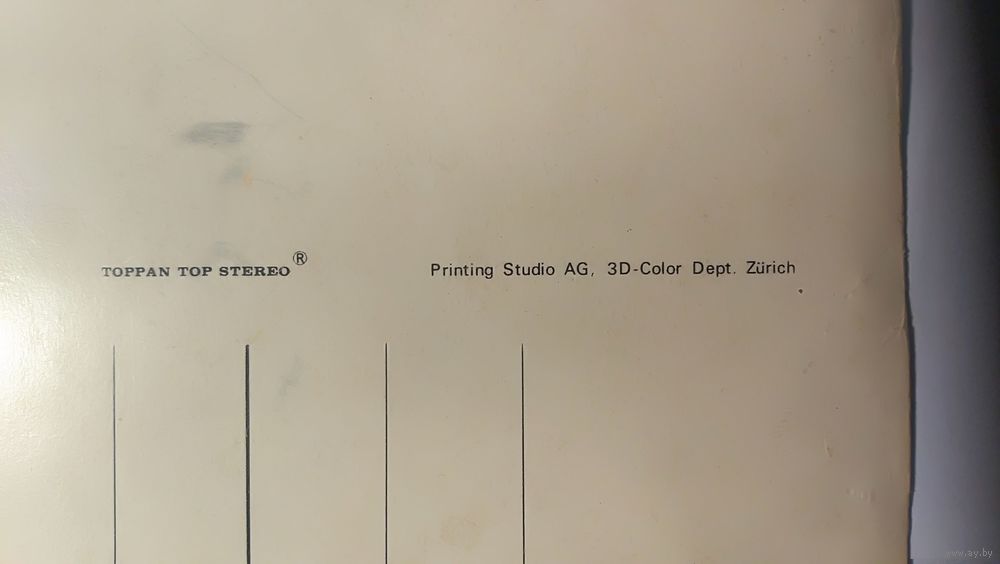 TOPPAN TOP STEREO®
Printing Studio AG, 3D-Color Dept. Zürich
www.ay.by